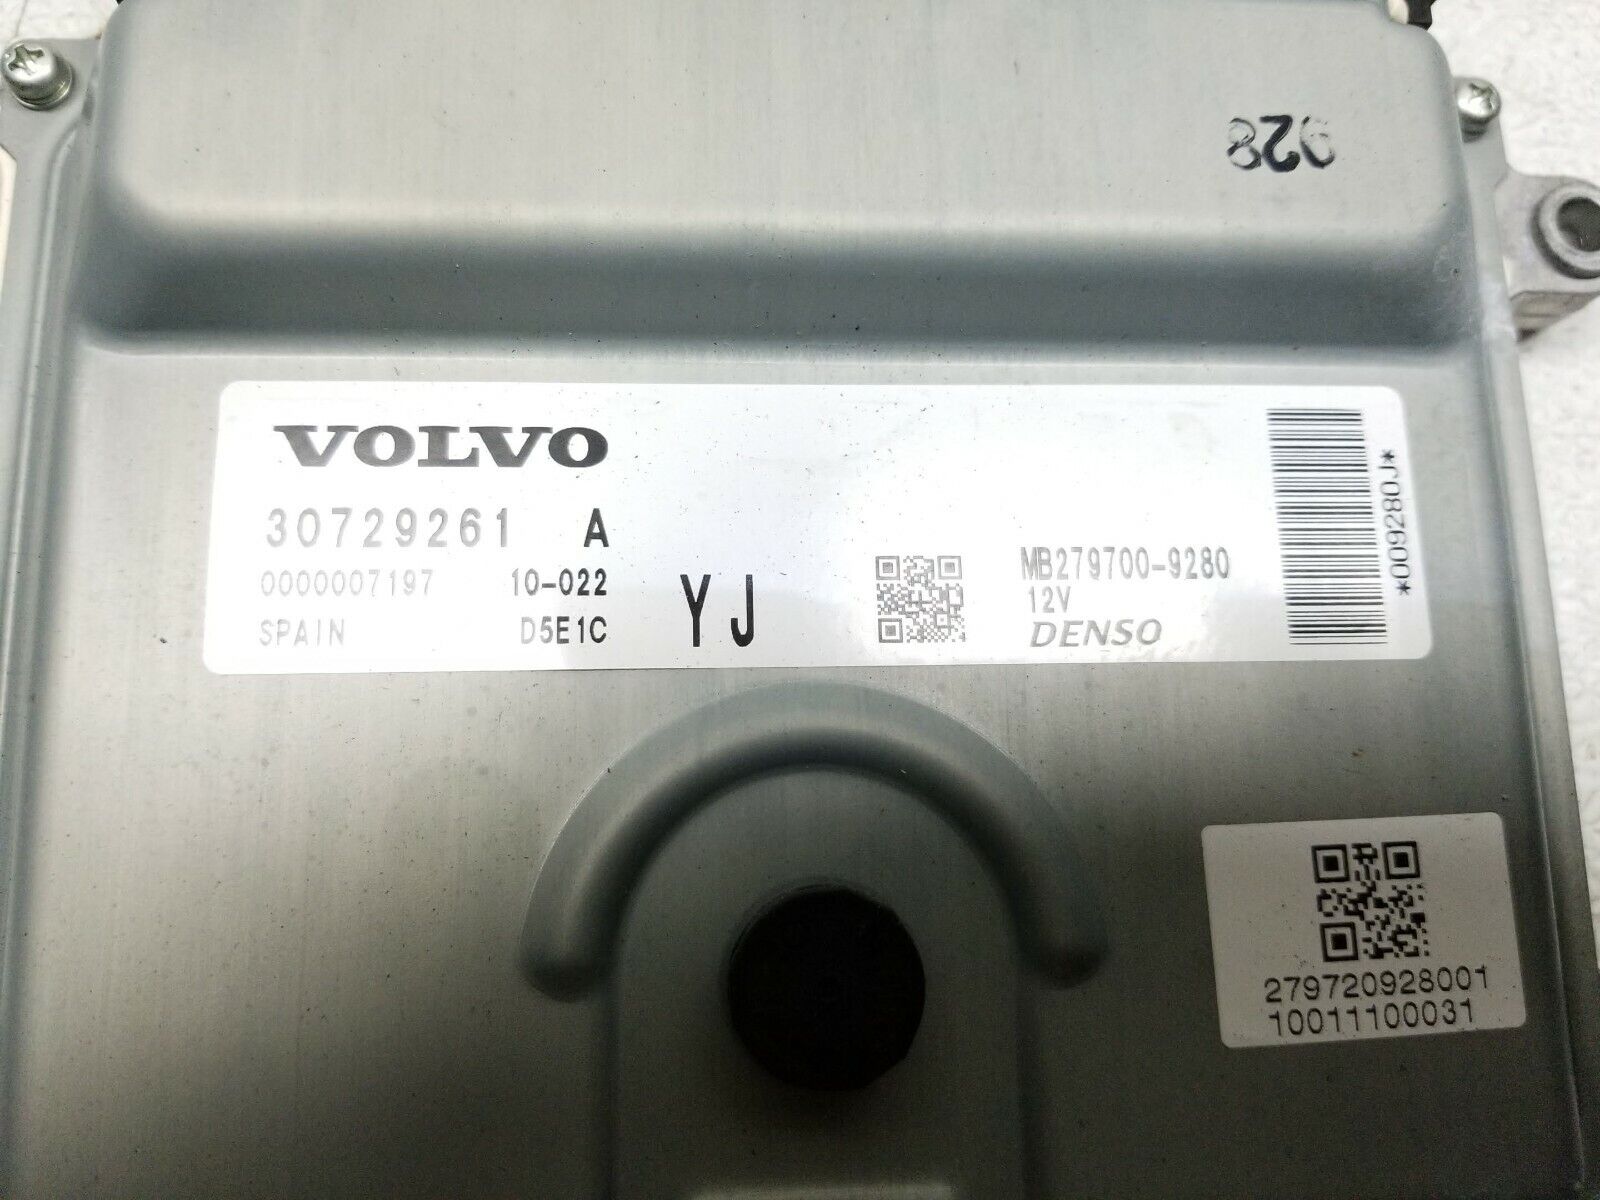 928
VOLVO
30729261 A
0000007197 10-022
SPAIN D5E1C
YJ
MB279700-9280
12V
DENSO
*009280J*
279720928001
10011100031